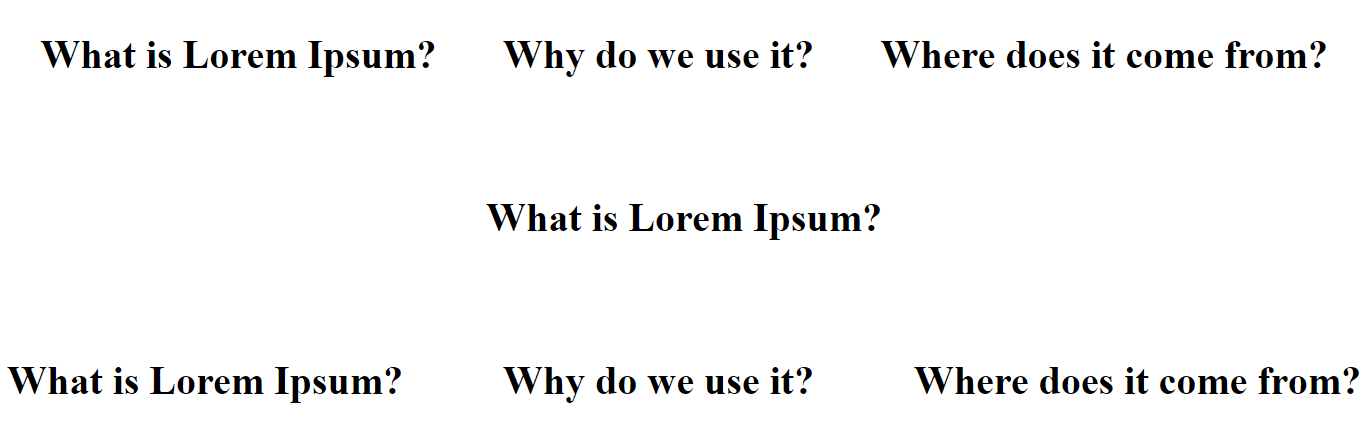 What is Lorem Ipsum? Why do we use it? Where does it come from?
What is Lorem Ipsum?
What is Lorem Ipsum? Why do we use it? Where does it come from?